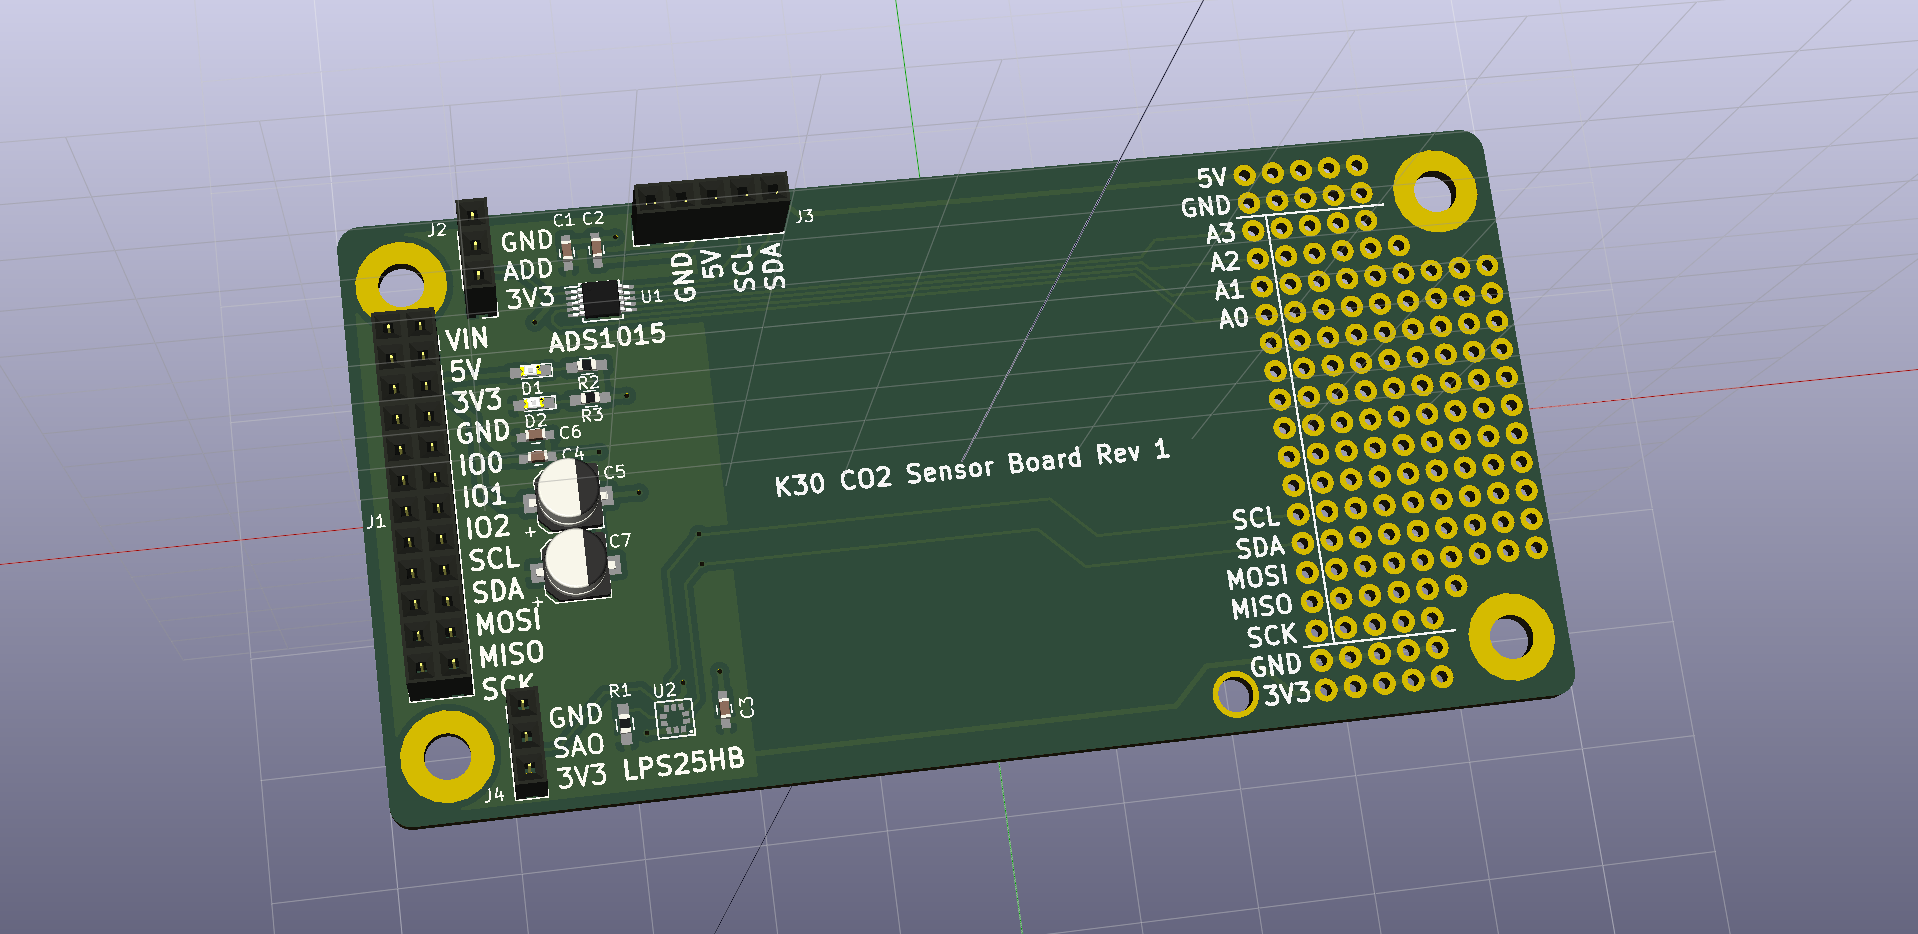 J2
C1 C2
GND
ADD
3V3
U1
ADS1015
J3
GND
5V
SCL
SDA
VIN
5V
3V3
GND
IO0
IO1
IO2
SCL
SDA
MOSI
MISO
SCK
J1
D1
R2
D2
R3
C6
C4
C5
+
C7
+
K30 CO2 Sensor Board Rev 1
GND
SAO
3V3
J4
R1
U2
C3
LPS25HB
5V
GND
A3
A2
A1
A0
SCL
SDA
MOSI
MISO
SCK
GND
3V3